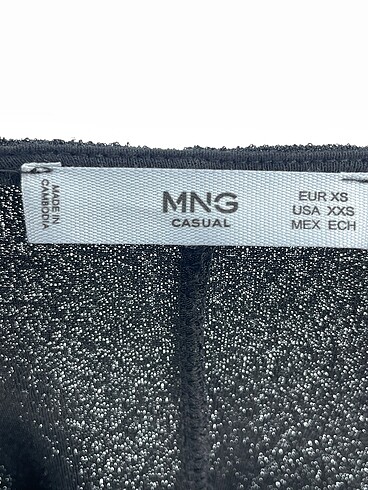 MADE IN
CAMBODIA
MNG
CASUAL
EUR XS
USA XXS
MEX ECH